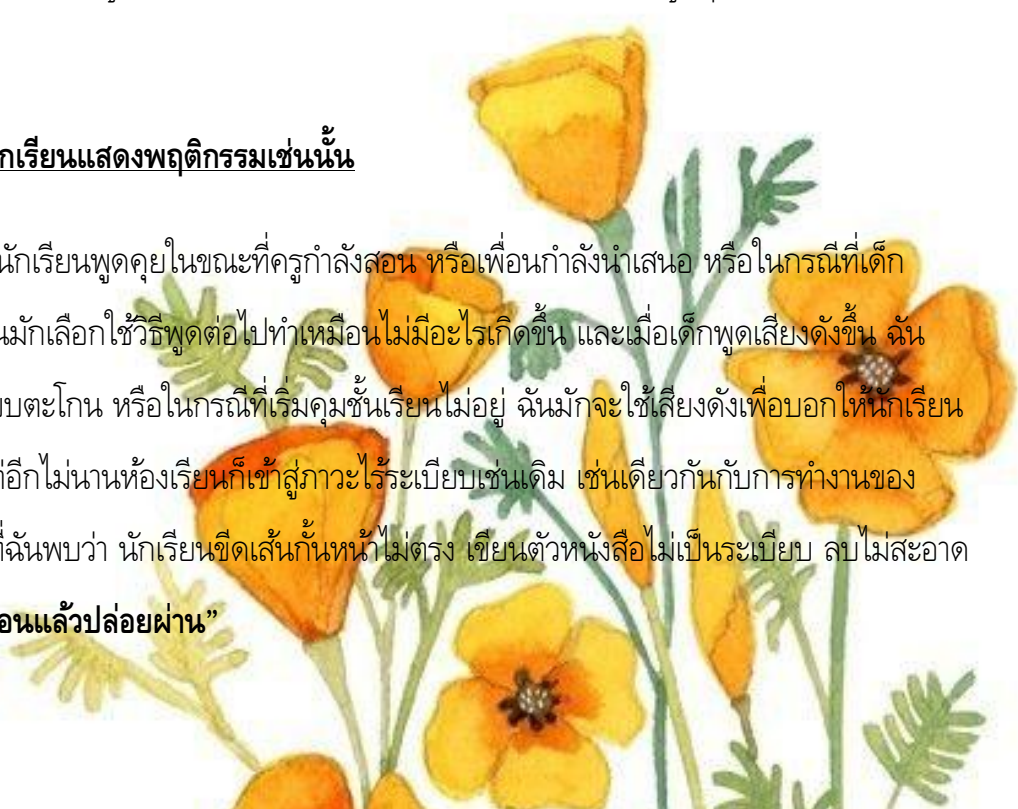 กเรียนแสดงพฤติกรรมเช่นนั้น
นักเรียนพูดคุยในขณะที่ครูกำลังสอน หรือเพื่อนกำลังนำเสนอ หรือในกรณีที่เด็ก
นมักเลือกใช้วิธีพูดต่อไปทำเหมือนไม่มีอะไรเกิดขึ้น และเมื่อเด็กพูดเสียงดังขึ้น ฉัน
บตะโกน หรือในกรณีที่เริ่มคุมชั้นเรียนไม่อยู่ ฉันมักจะใช้เสียงดังเพื่อบอกให้นักเรียน
อีกไม่นานห้องเรียนก็เข้าสู่ภาวะไร้ระเบียบเช่นเดิม เช่นเดียวกันกับการทำงานของ
ที่ฉันพบว่า นักเรียนขีดเส้นกั้นหน้าไม่ตรง เขียนตัวหนังสือไม่เป็นระเบียบ ลบไม่สะอาด
อนแล้วปล่อยผ่าน”